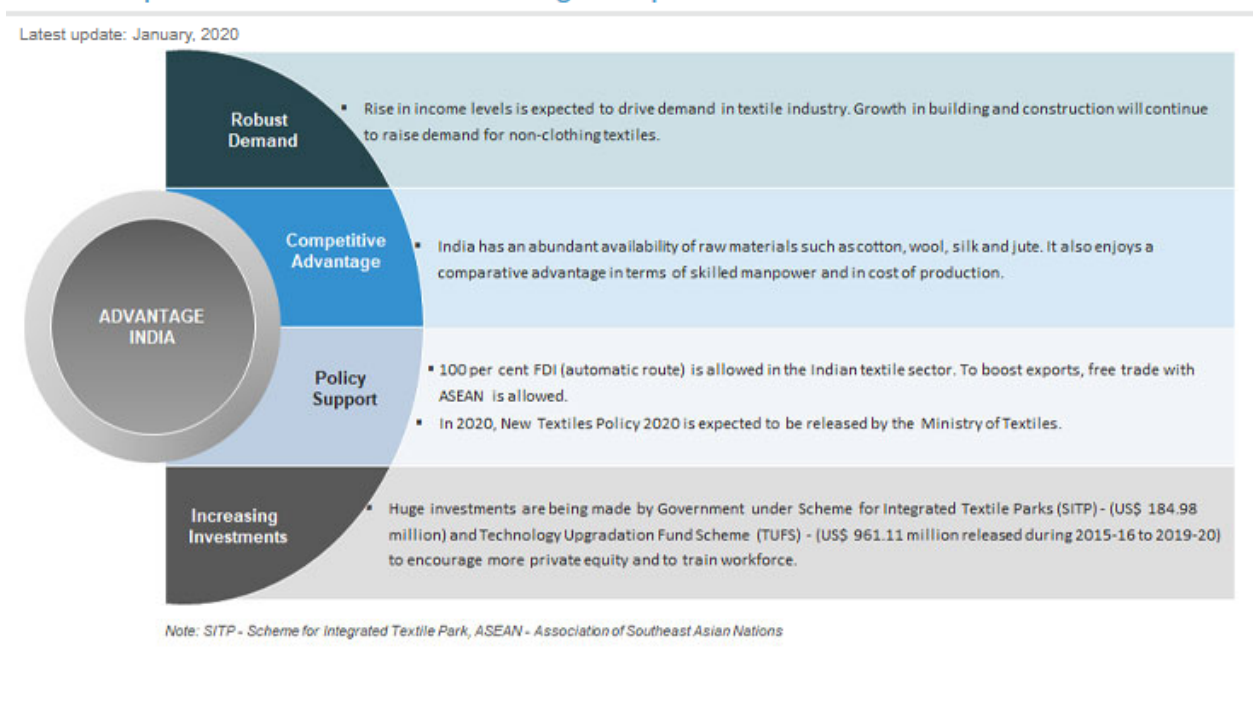 Latest update: January, 2020
Robust
Demand
▪ Rise in income levels is expected to drive demand in textile industry. Growth in building and construction will continue
to raise demand for non-clothing textiles.
Competitive
Advantage
▪ India has an abundant availability of raw materials such as cotton, wool, silk and jute. It also enjoys a
comparative advantage in terms of skilled manpower and in cost of production.
ADVANTAGE
INDIA
Policy
Support
▪ 100 per cent FDI (automatic route) is allowed in the Indian textile sector. To boost exports, free trade with
ASEAN is allowed.
▪ In 2020, New Textiles Policy 2020 is expected to be released by the Ministry of Textiles.
Increasing
Investments
▪ Huge investments are being made by Government under Scheme for Integrated Textile Parks (SITP) - (US$ 184.98
million) and Technology Upgradation Fund Scheme (TUFS) - (US$ 961.11 million released during 2015-16 to 2019-20)
to encourage more private equity and to train workforce.
Note: SITP - Scheme for Integrated Textile Park, ASEAN - Association of Southeast Asian Nations